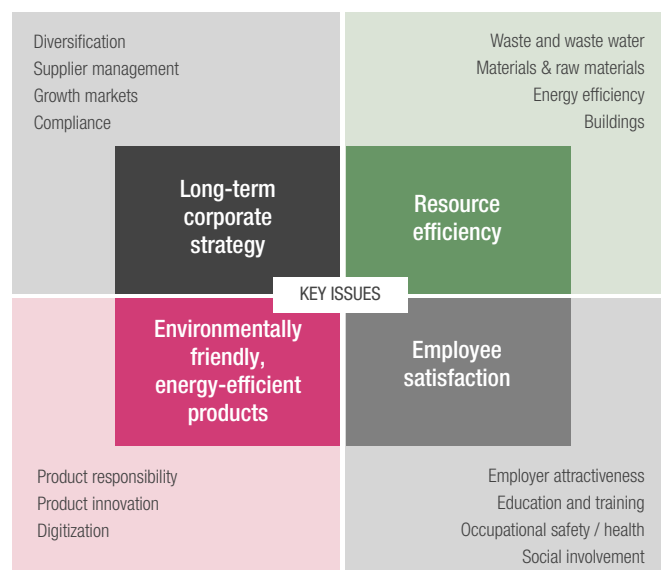 Diversification
Supplier management
Growth markets
Compliance
Waste and waste water
Materials & raw materials
Energy efficiency
Buildings
Long-term
corporate
strategy
Resource
efficiency
KEY ISSUES
Environmentally
friendly,
energy-efficient
products
Employee
satisfaction
Product responsibility
Product innovation
Digitization
Employer attractiveness
Education and training
Occupational safety / health
Social involvement